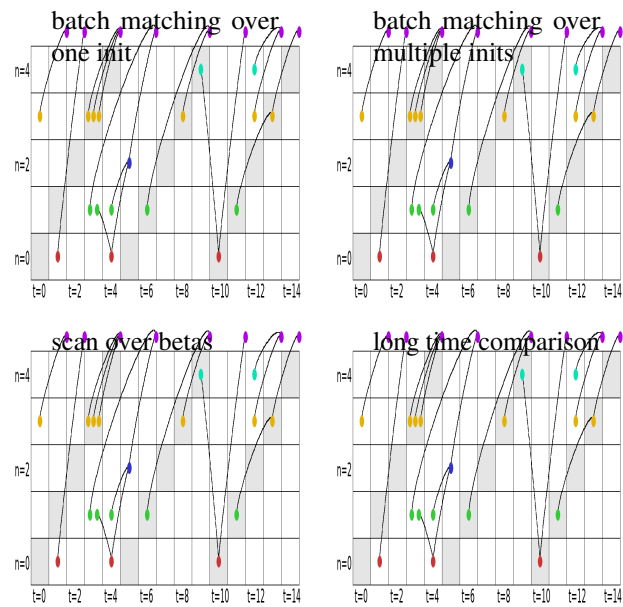 batch matching over
one init
n=4
n=2
n=0
t=0 t=2 t=4 t=6 t=8 t=10 t=12 t=14
batch matching over
multiple inits
n=4
n=2
n=0
t=0 t=2 t=4 t=6 t=8 t=10 t=12 t=14
scan over betas
n=4
n=2
n=0
t=0 t=2 t=4 t=6 t=8 t=10 t=12 t=14
long time comparison
n=4
n=2
n=0
t=0 t=2 t=4 t=6 t=8 t=10 t=12 t=14